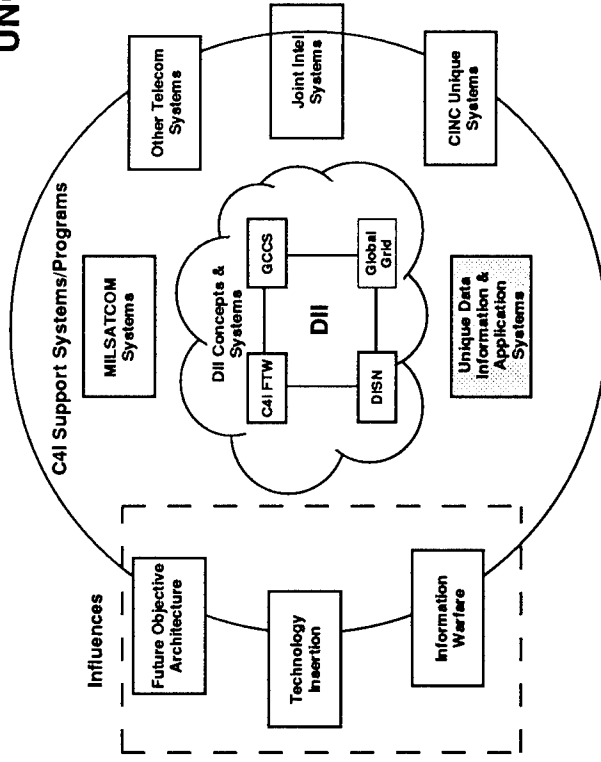 C4I Support Systems/Programs
Influences
Future Objective
Architecture
MILSATCOM
Systems
Other Telecom
Systems
Technology
Insertion
DII Concepts &
Systems
C4I FTW
GCCS
DII
DISN
Global
Grid
Joint Intel
Systems
Information
Warfare
Unique Data
Information &
Application
Systems
CINC Unique
Systems